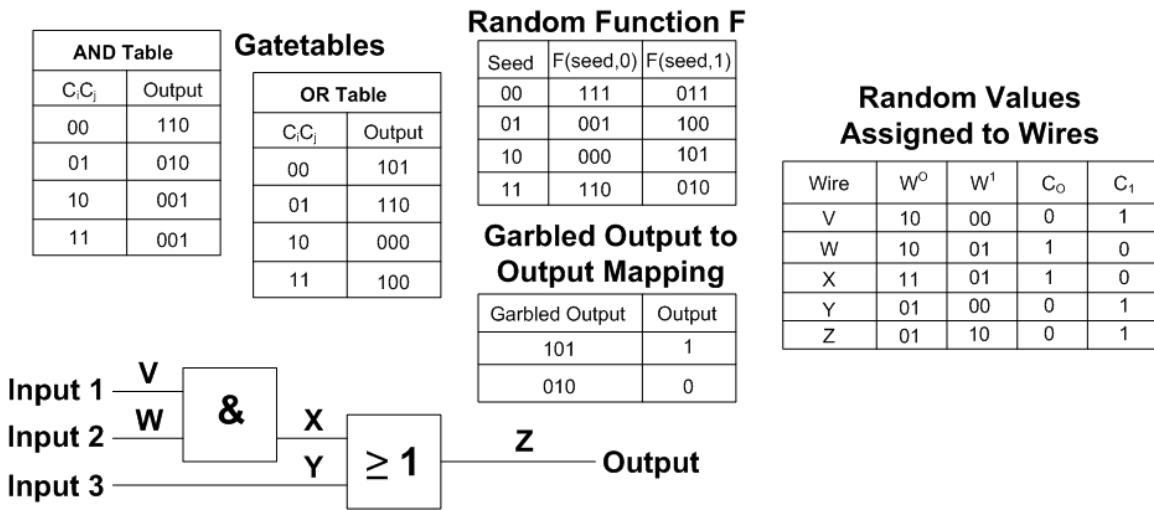 Gatetables
AND Table
CiCj Output
00 110
01 010
10 001
11 001
OR Table
CiCj Output
00 101
01 110
10 000
11 100
Random Function F
Seed F(seed,0) F(seed,1)
00 111 011
01 001 100
10 000 101
11 110 010
Garbled Output to
Output Mapping
Garbled Output Output
101 1
010 0
Random Values
Assigned to Wires
Wire W^O W^1 C_O C_1
V 10 00 0 1
W 10 01 1 0
X 11 01 1 0
Y 01 00 0 1
Z 01 10 0 1
Input 1 V
Input 2 W
Input 3
&
X
Y
≥ 1
Z
Output